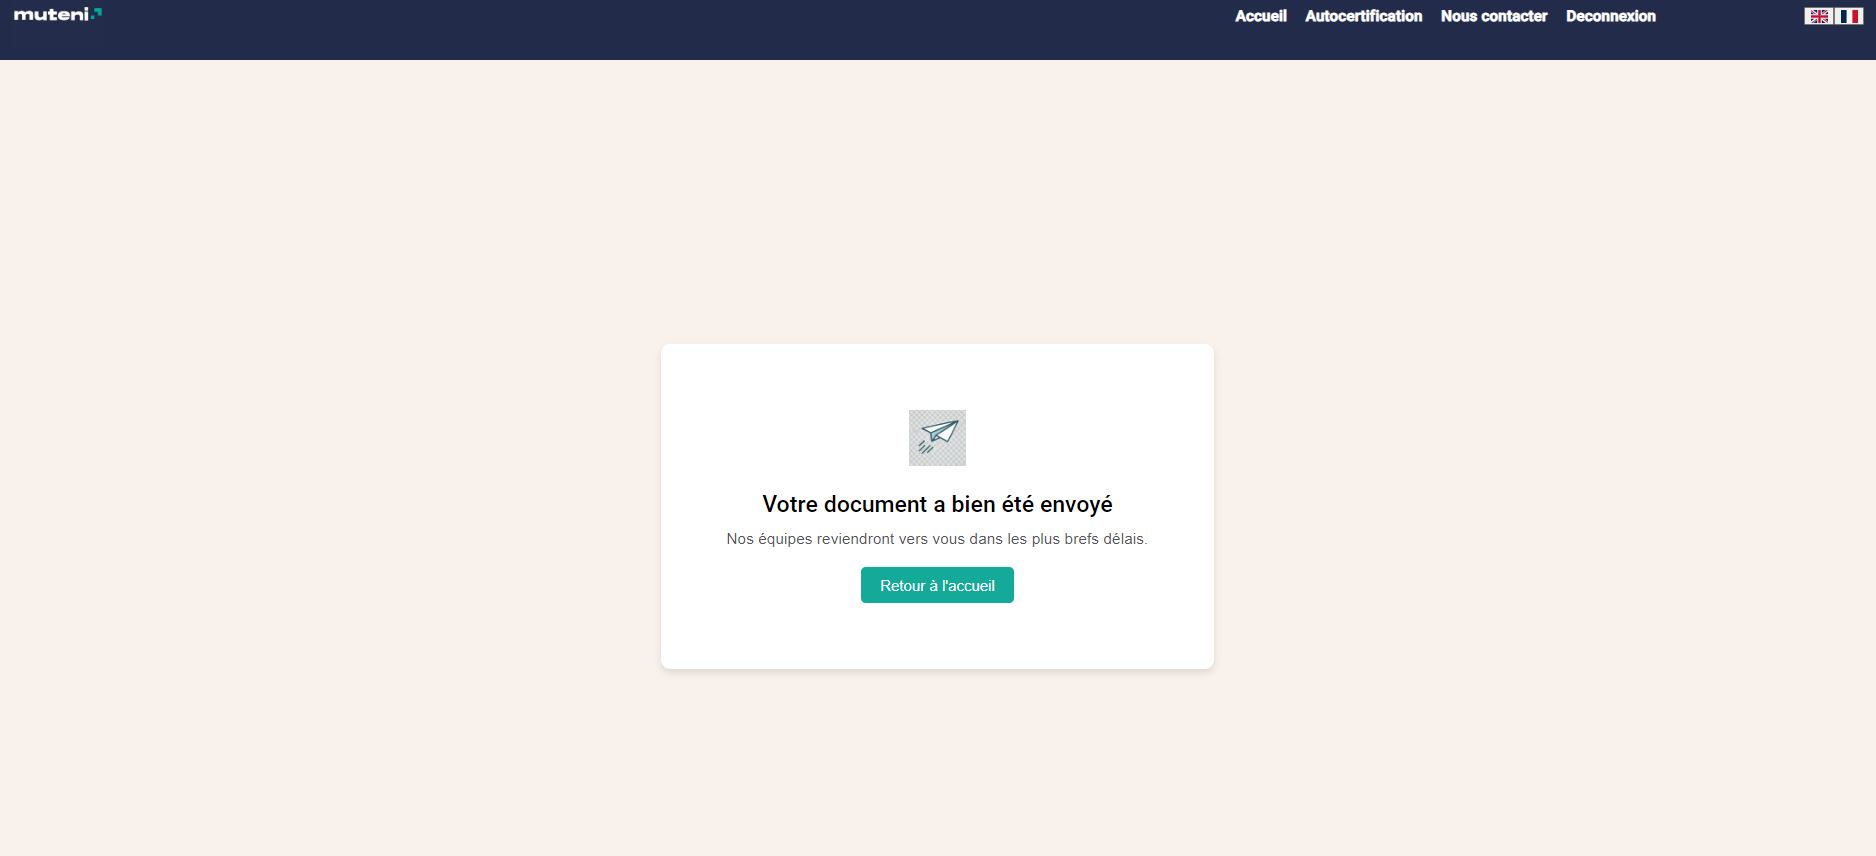 muteni
Accueil Autocertification Nous contacter Deconnexion
Votre document a bien été envoyé
Nos équipes reviendront vers vous dans les plus brefs délais.
Retour à l'accueil